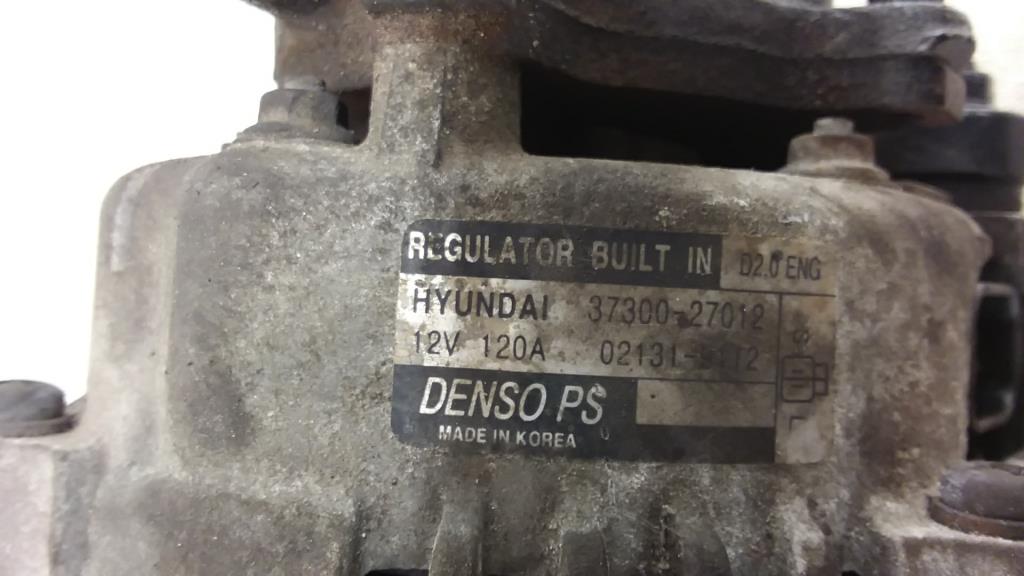 REGULATOR BUILT IN D2.0 ENG
HYUNDAI 37300-27012
12V 120A
S
L
DENSO PS
MADE IN KOREA